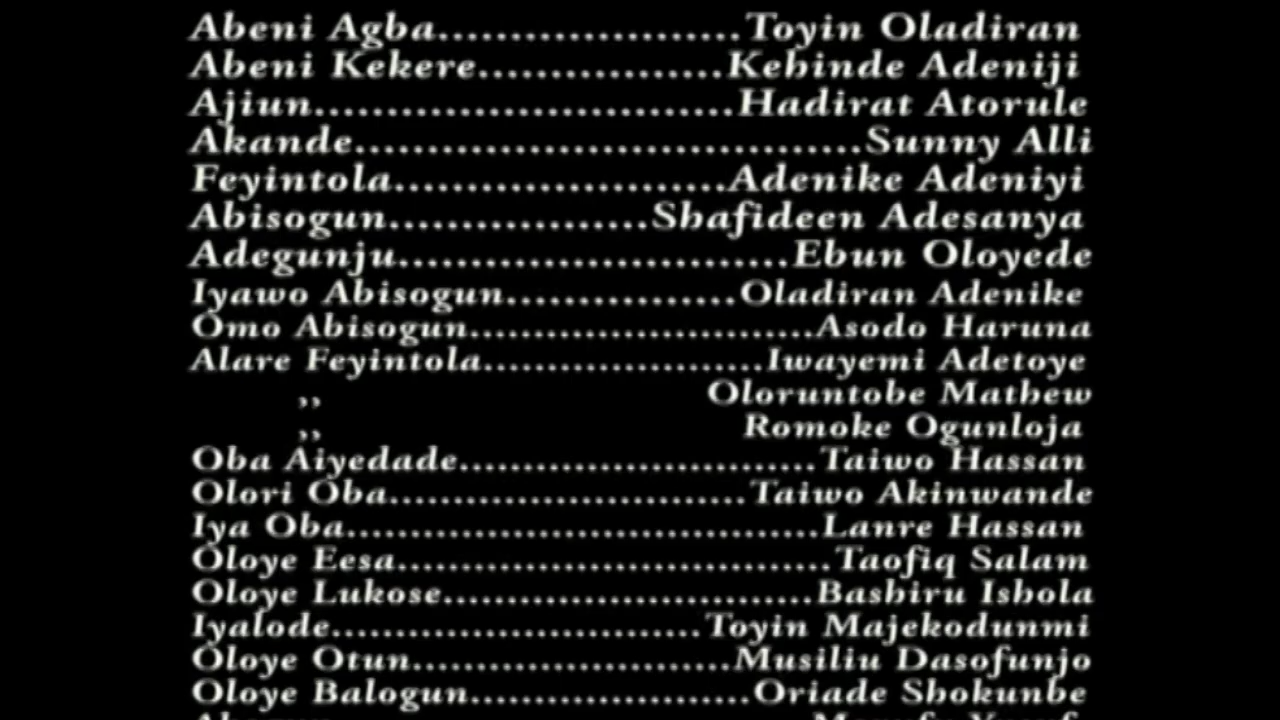 Abeni Agba.....................Toyin Oladiran
Abeni Kekere.................Kehinde Adeniji
Ajiun.............................Hadirat Atorule
Akande...................................Sunny Alli
Feyintola.......................Adenike Adeniyi
Abisogun..................Shafideen Adesanya
Adegunju...........................Ebun Oloyede
Iyawo Abisogun................Oladiran Adenike
Omo Abisogun........................Asodo Haruna
Alare Feyintola....................Iwayemi Adetoye
,, Oloruntobe Mathew
,, Romoke Ogunloja
Oba Aiyedade.........................Taiwo Hassan
Olori Oba.........................Taiwo Akinwande
Iya Oba.................................Lanre Hassan
Oloye Eesa..............................Taofiq Salam
Oloye Lukose..........................Bashiru Ishola
Iyalode..........................Toyin Majekodunmi
Oloye Otun......................Musiliu Dasofunjo
Oloye Balogun....................Oriade Shokunbe